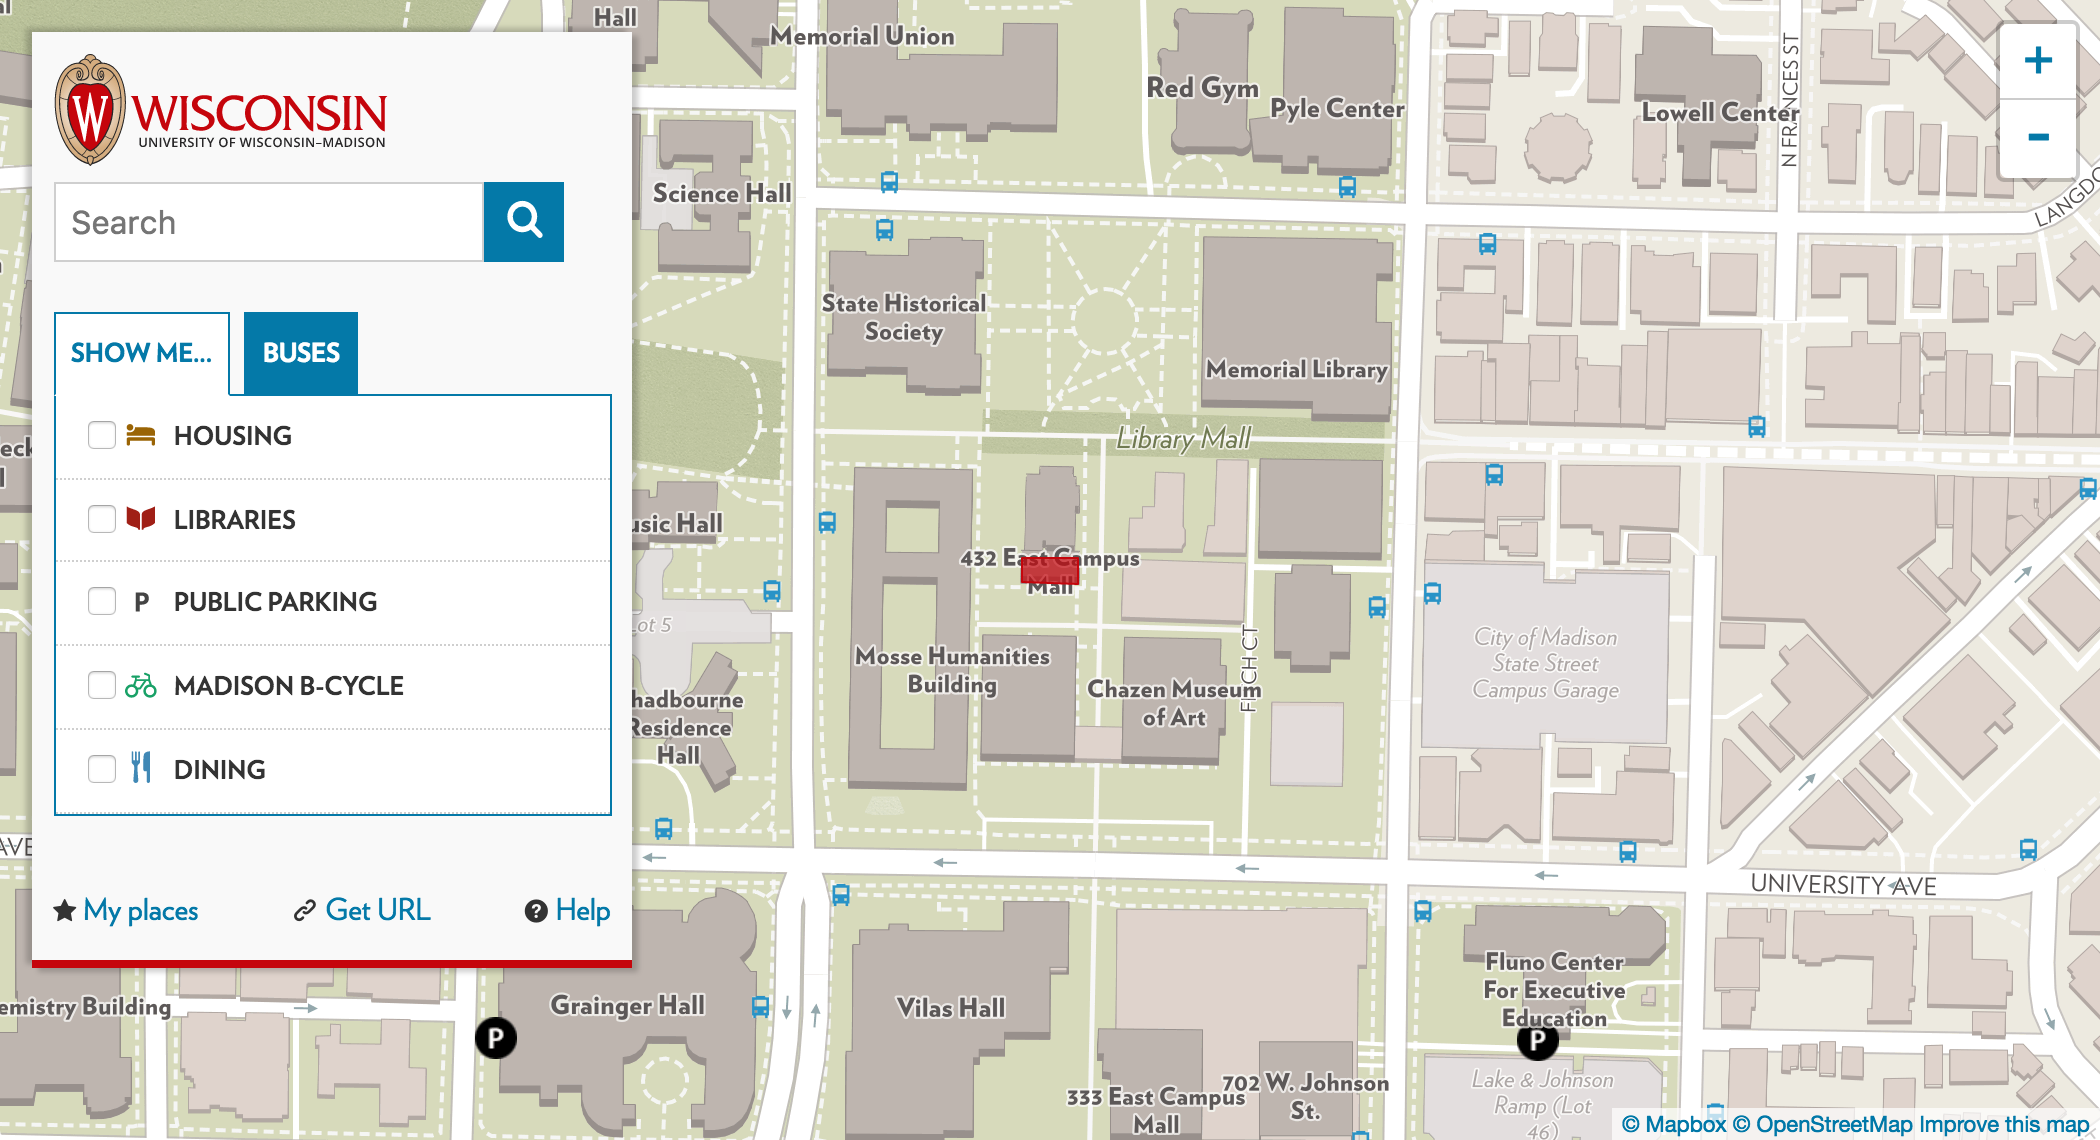 Hall
Memorial Union
Red Gym
Pyle Center
Lowell Center
N FRANCES ST
+
-
W
WISCONSIN
UNIVERSITY OF WISCONSIN–MADISON
Search
Science Hall
SHOW ME...
BUSES
State Historical
Society
Memorial Library
Library Mall
HOUSING
LIBRARIES
P PUBLIC PARKING
MADISON B-CYCLE
DINING
usic Hall
432 East Campus
Mall
Lot 5
Mosse Humanities
Building
Chazen Museum
of Art
FITCH CT
hadbourne
Residence
Hall
City of Madison
State Street
Campus Garage
AVE
UNIVERSITY AVE
My places
Get URL
Help
emistry Building
Grainger Hall
P
Vilas Hall
Fluno Center
For Executive
Education
P
333 East Campus
Mall
702 W. Johnson
St.
Lake & Johnson
Ramp (Lot
46)
© Mapbox © OpenStreetMap Improve this map